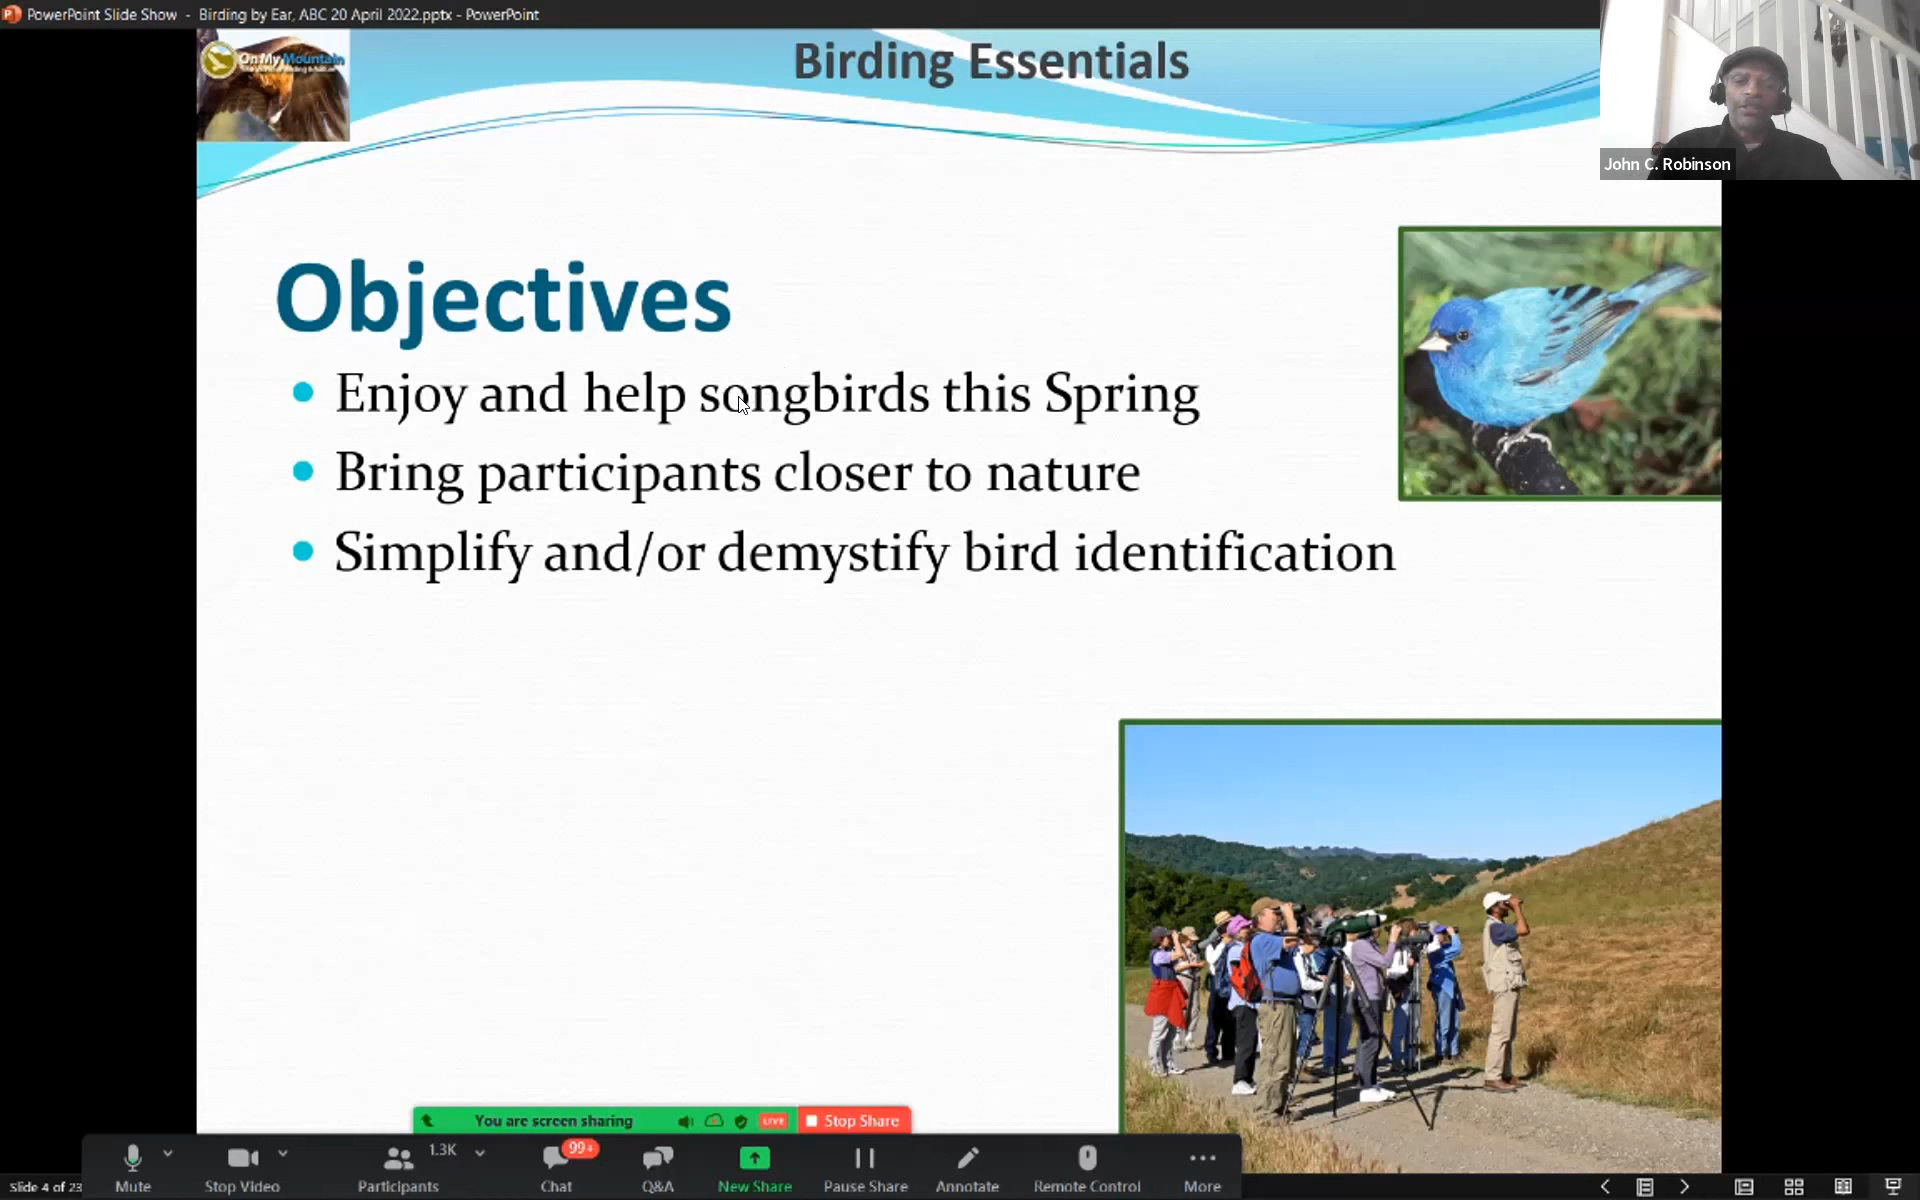 PowerPoint Slide Show - Birding by Ear, ABC 20 April 2022.pptx - PowerPoint
On My Mountain
Birding Essentials
John C. Robinson
Objectives
Enjoy and help songbirds this Spring
Bring participants closer to nature
Simplify and/or demystify bird identification
You are screen sharing
LIVE
Stop Share
1.3K
99+
Mute
Stop Video
Participants
Chat
Q&A
New Share
Pause Share
Annotate
Remote Control
More
Slide 4 of 23